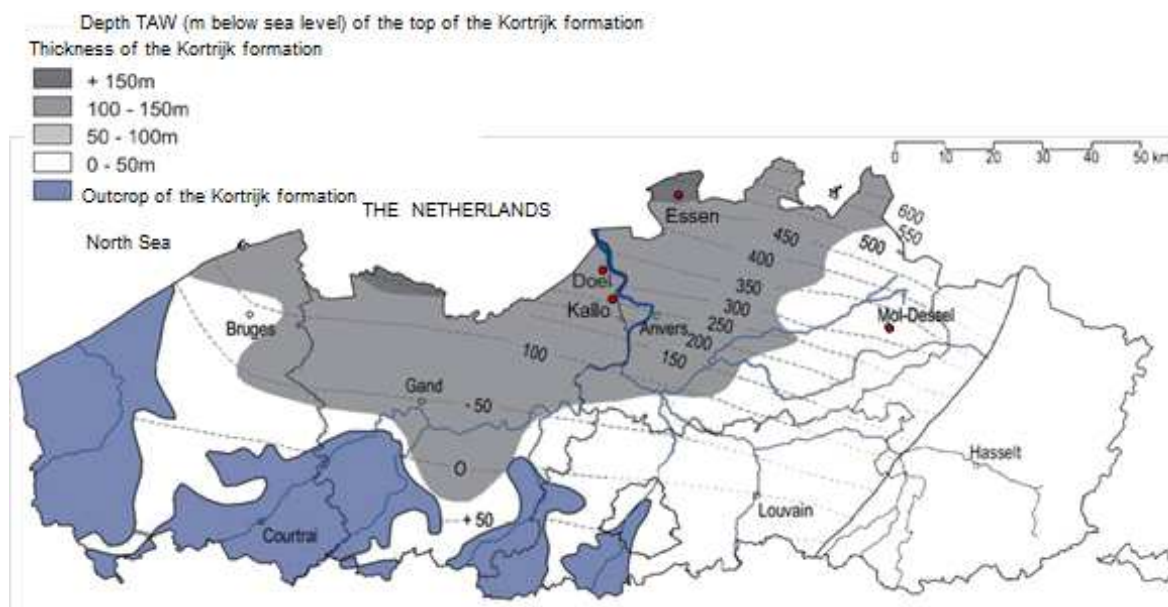 Depth TAW (m below sea level) of the top of the Kortrijk formation
Thickness of the Kortrijk formation
+ 150m
100 - 150m
50 - 100m
0 - 50m
Outcrop of the Kortrijk formation
0 10 20 30 40 50 km
THE NETHERLANDS
North Sea
Essen
600
550
500
450
400
350
300
250
200
150
100
Doel
Kallo
Anvers
Mol-Dessel
Bruges
Gand
- 50
0
+ 50
Hasselt
Louvain
Courtrai